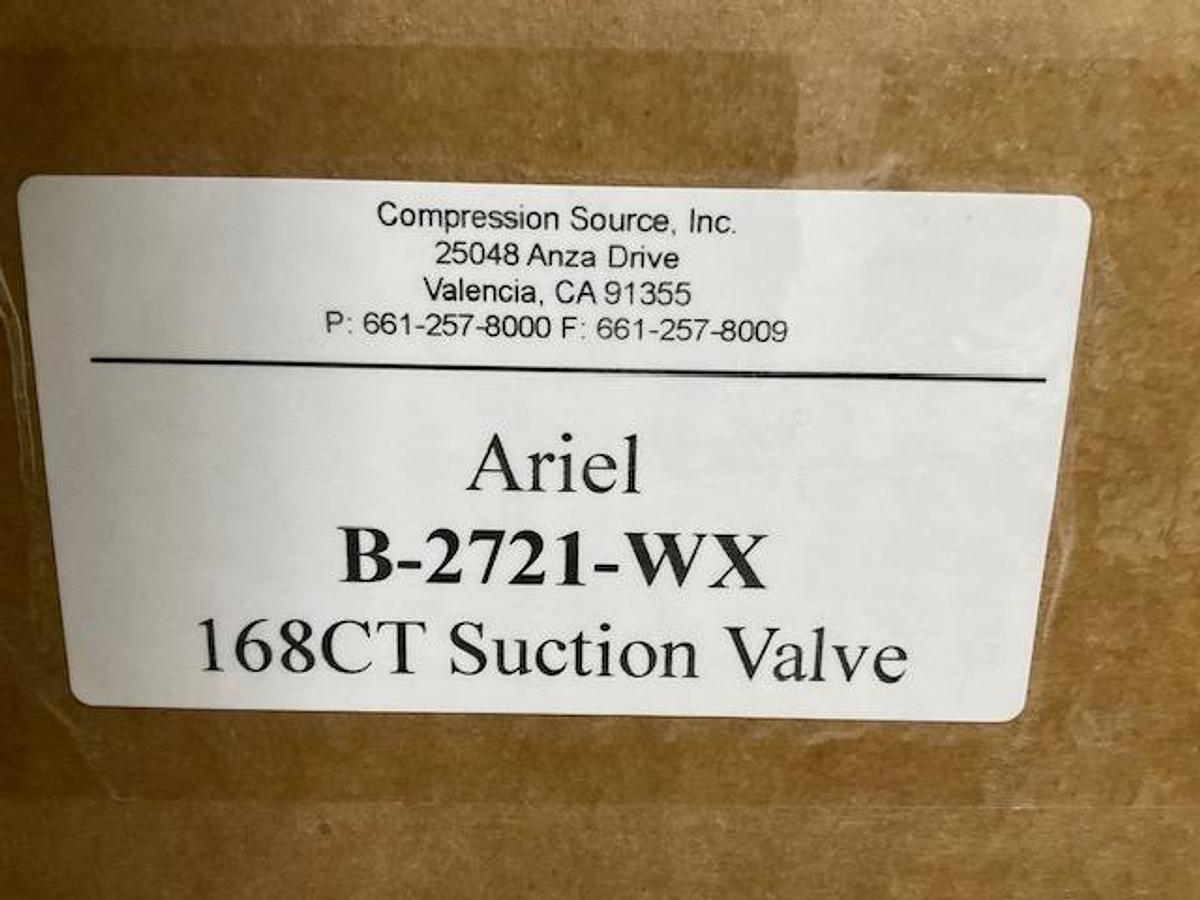 Compression Source, Inc.
25048 Anza Drive
Valencia, CA 91355
P: 661-257-8000 F: 661-257-8009
Ariel
B-2721-WX
168CT Suction Valve